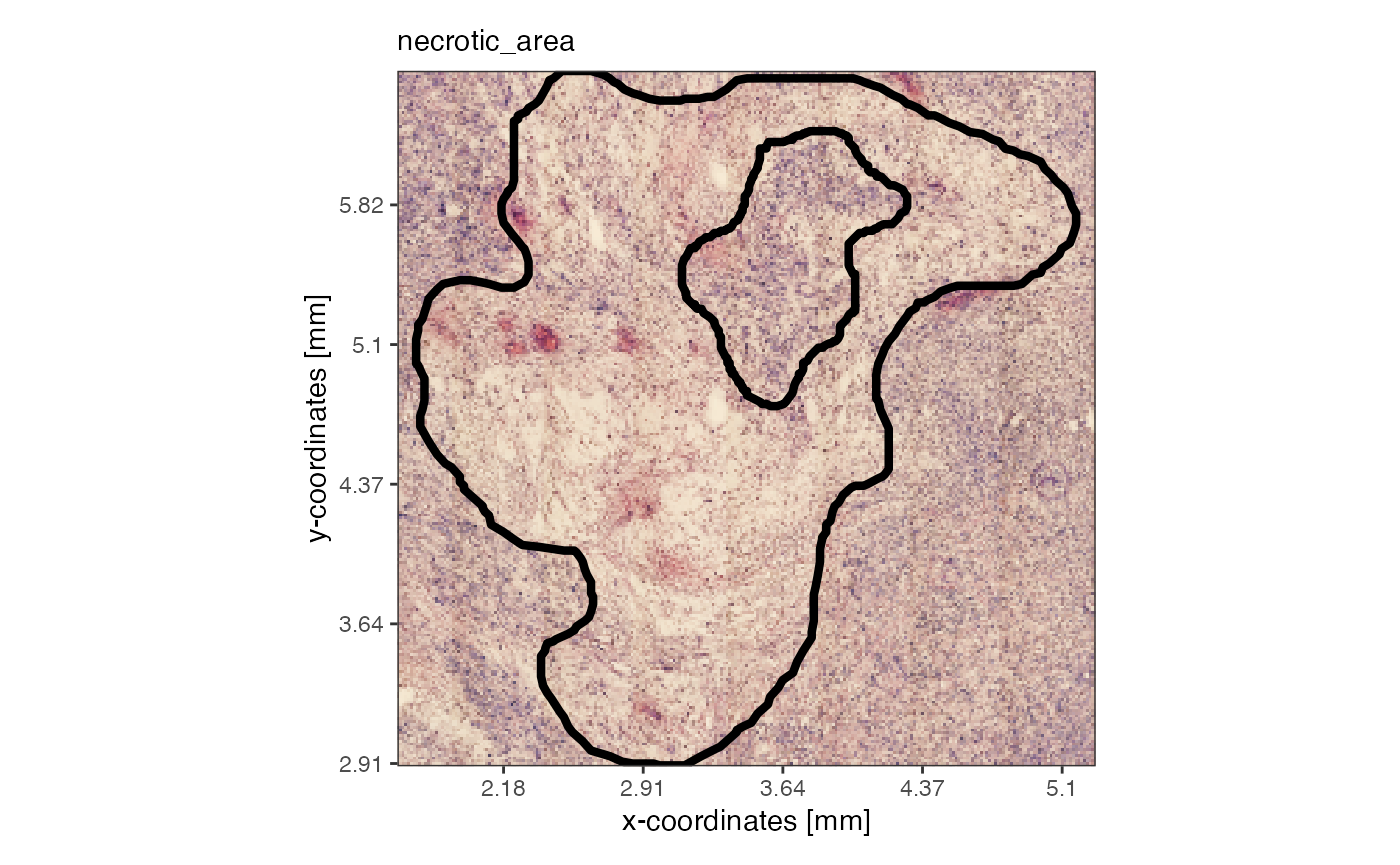 necrotic_area
5.82
5.1
4.37
3.64
2.91
y-coordinates [mm]
2.18 2.91 3.64 4.37 5.1
x-coordinates [mm]